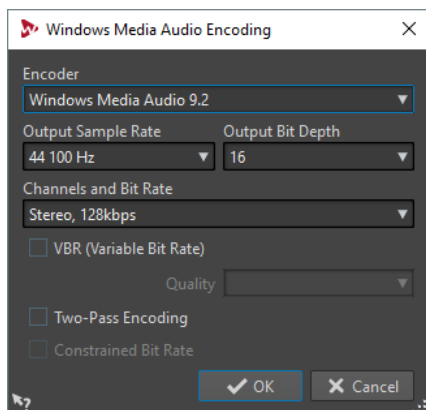 Windows Media Audio Encoding
Encoder
Windows Media Audio 9.2
Output Sample Rate Output Bit Depth
44 100 Hz 16
Channels and Bit Rate
Stereo, 128kbps
VBR (Variable Bit Rate)
Quality
Two-Pass Encoding
Constrained Bit Rate
OK Cancel
?